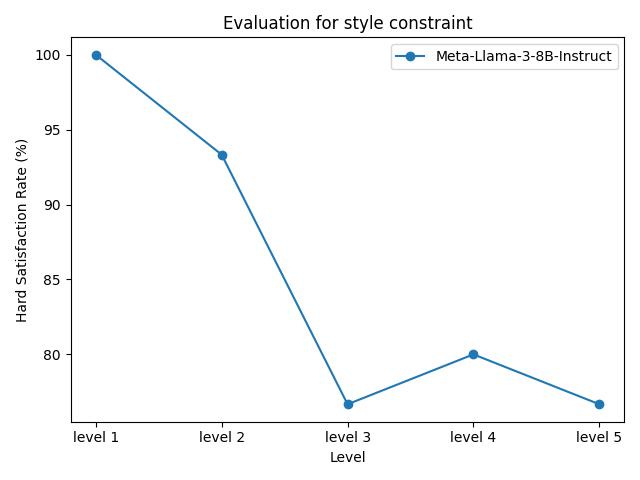 Evaluation for style constraint
Meta-Llama-3-8B-Instruct
Hard Satisfaction Rate (%)
100
95
90
85
80
level 1 level 2 level 3 level 4 level 5
Level